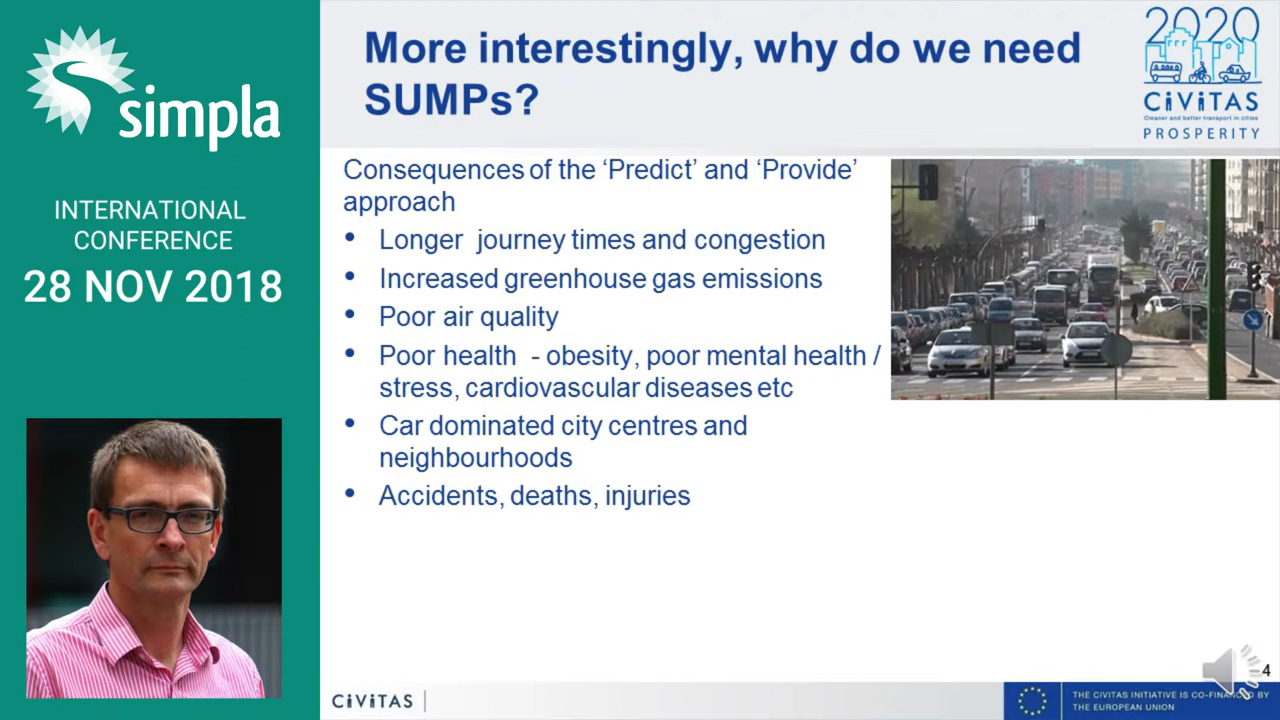 simpla
INTERNATIONAL
CONFERENCE
28 NOV 2018
More interestingly, why do we need
SUMPs?
2020
CiViTAS
Cleaner and better transport in cities
PROSPERITY
Consequences of the ‘Predict’ and ‘Provide’
approach
• Longer journey times and congestion
• Increased greenhouse gas emissions
• Poor air quality
• Poor health - obesity, poor mental health /
stress, cardiovascular diseases etc
• Car dominated city centres and
neighbourhoods
• Accidents, deaths, injuries
4
CiViTAS
THE CIVITAS INITIATIVE IS CO-FINANCED BY
THE EUROPEAN UNION